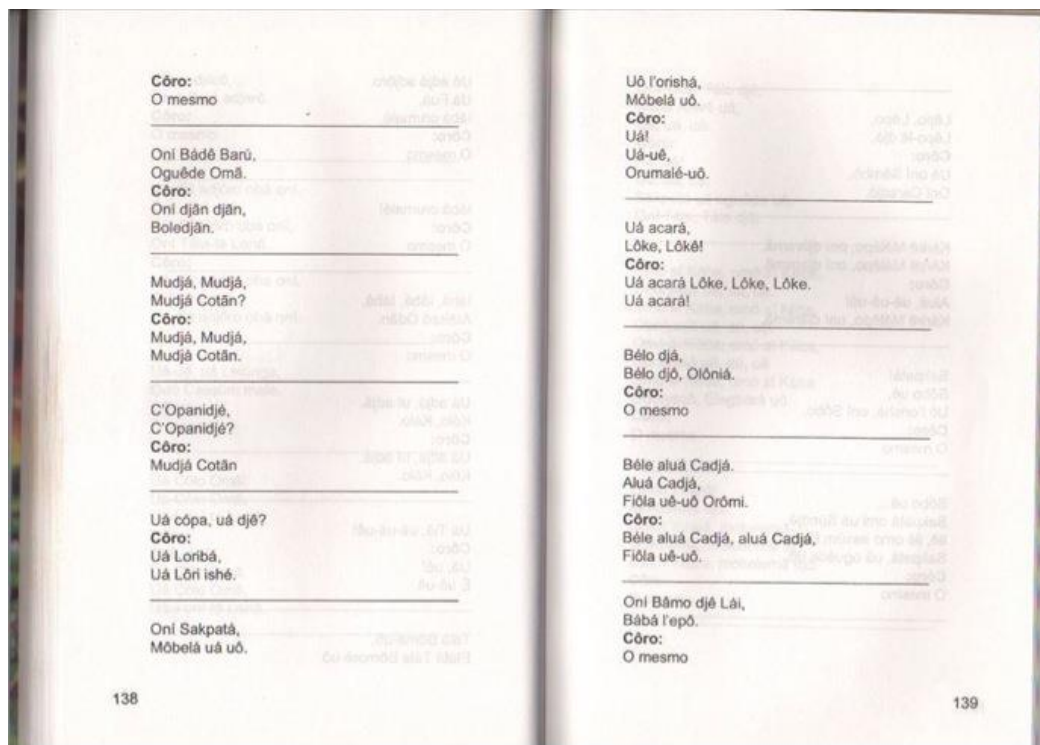 Côro:
O mesmo
Oní Bádê Barú,
Oguêde Omã.
Côro:
Oní djãn djãn,
Boledjãn.
Mudjá, Mudjá,
Mudjá Cotãn?
Côro:
Mudjá, Mudjá,
Mudjá Cotãn.
C'Opanidjé,
C'Opanidjé?
Côro:
Mudjá Cotãn
Uá cópa, uá djê?
Côro:
Uá Loribá,
Uá Lôri ishé.
Oní Sakpatá,
Môbelá uá uô.
138
Uô l'orishá,
Môbelá uô.
Côro:
Uá!
Uá-uê,
Orumalé-uô.
Uá acará,
Lôke, Lôkê!
Côro:
Uá acará Lôke, Lôke, Lôke.
Uá acará!
Bélo djá,
Bélo djô, Olôniá.
Côro:
O mesmo
Béle aluá Cadjá.
Aluá Cadjá,
Fiôla uê-uô Orômi.
Côro:
Béle aluá Cadjá, aluá Cadjá,
Fiôla uê-uô.
Oní Bâmo djê Lái,
Bábá l'epô.
Côro:
O mesmo
139